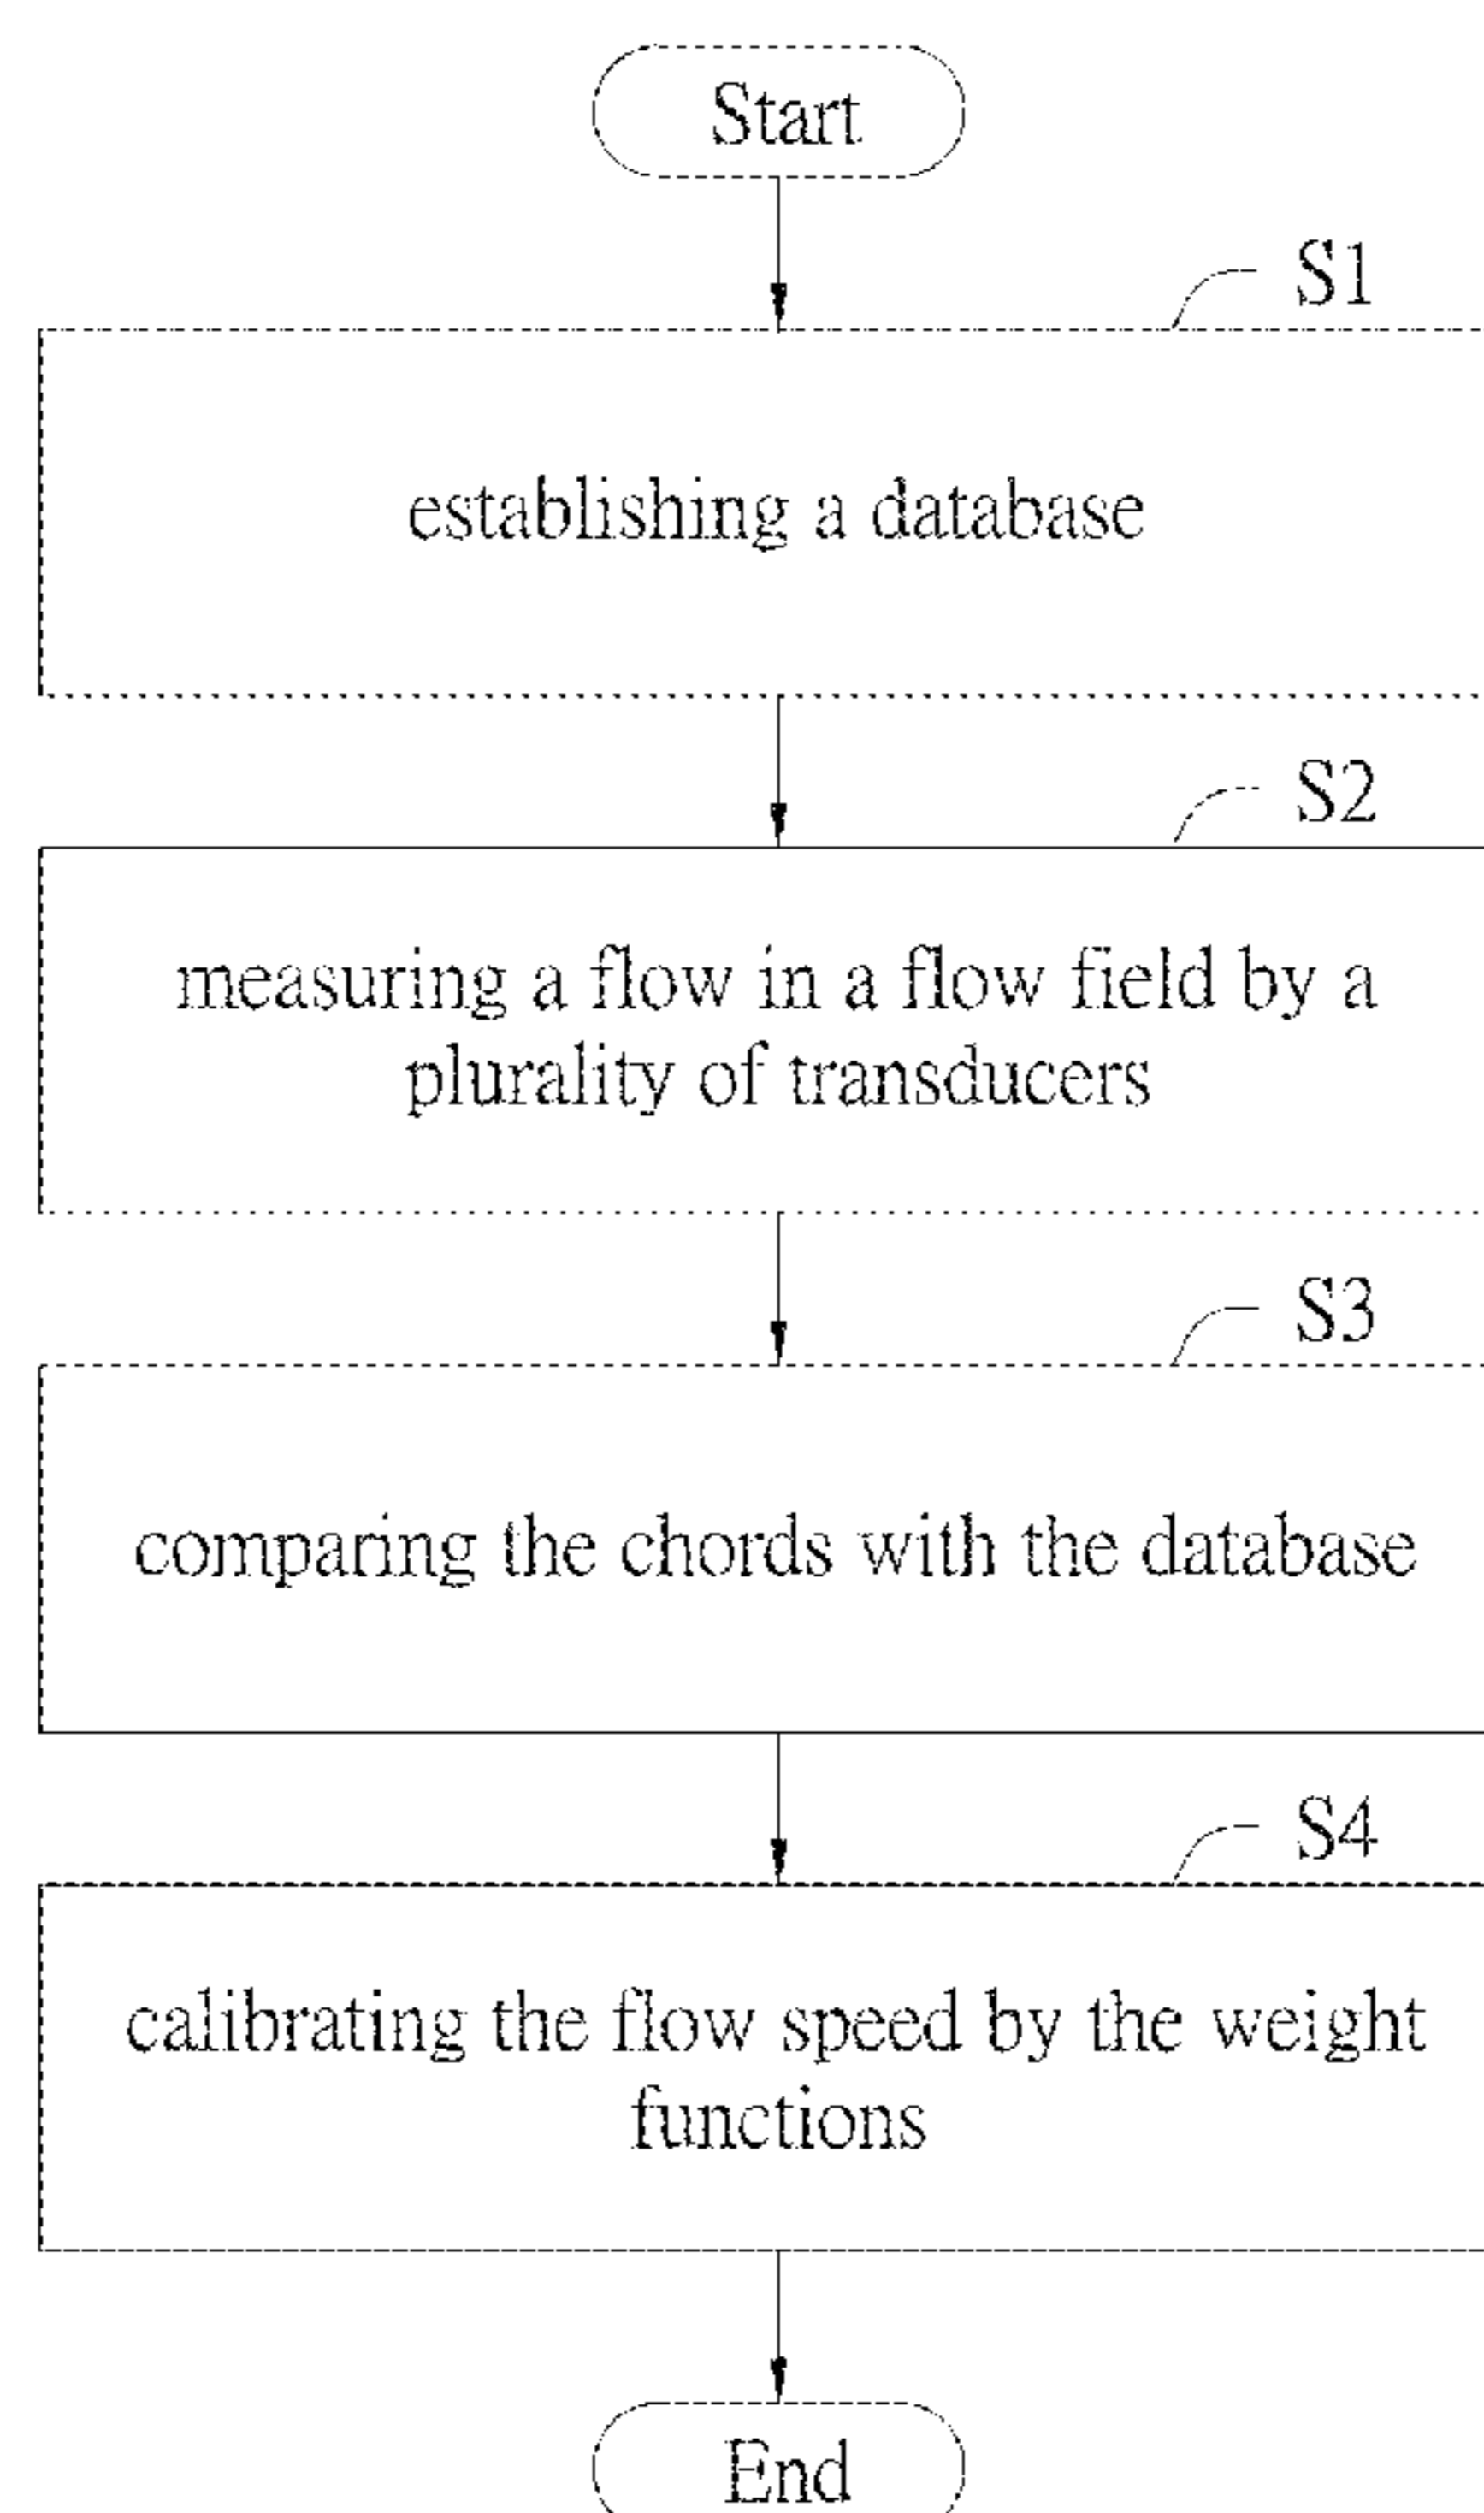 Start
S1
establishing a database
S2
measuring a flow in a flow field by a
plurality of transducers
S3
comparing the chords with the database
S4
calibrating the flow speed by the weight
functions
End